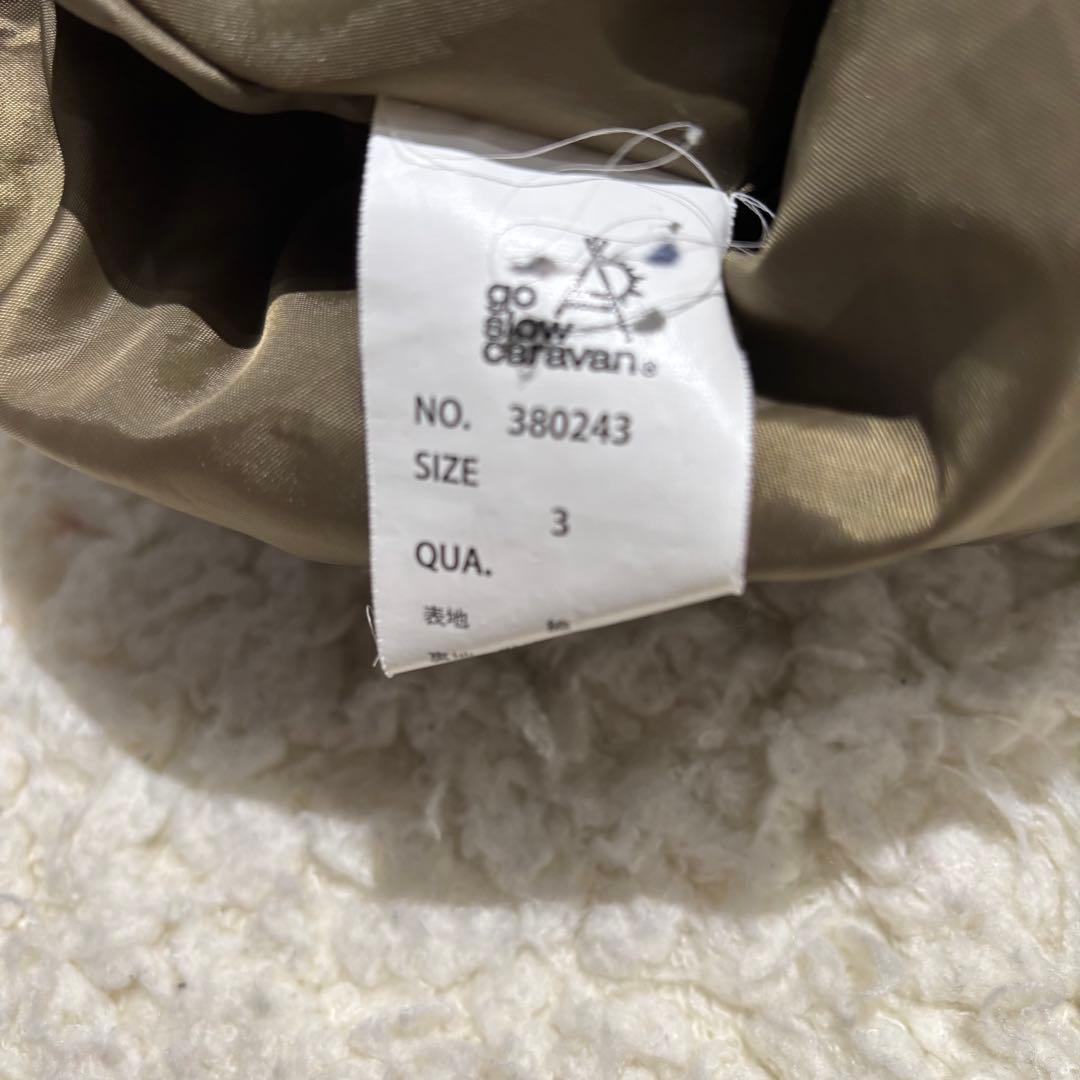 go
slow
caravan®
NO. 380243
SIZE
3
QUA.
表地